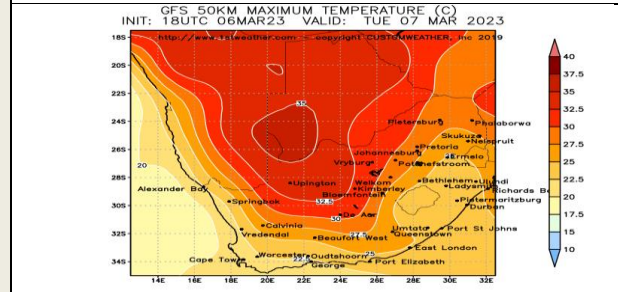 GFS 50KM MAXIMUM TEMPERATURE (C)
INIT: 18UTC 06MAR23 VALID: TUE 07 MAR 2023
http://www.1stweather.com - copyright CUSTOMWEATHER, Inc 2019
18S
20S
22S
24S
26S
28S
30S
32S
34S
14E 16E 18E 20E 22E 24E 26E 28E 30E 32E
40
37.5
35
32.5
30
27.5
25
22.5
20
17.5
15
10
35
20
32.5
30
27.5
25
22.5
Pietersburg
Phalaborwa
Skukuza
Nelspruit
Pretoria
Johannesburg
Ermelo
Vryburg
Potchefstroom
Upington
Welkom
Bethlehem
Ulundi
Kimberley
Ladysmith
Alexander Bay
Bloemfontein
Richards B
Springbok
Pietermaritzburg
Durban
De Aar
Calvinia
Vredendal
Beaufort West
Umtata
Port St Johns
Queenstown
East London
Worcester
Oudtshoorn
Cape Town
George
Port Elizabeth